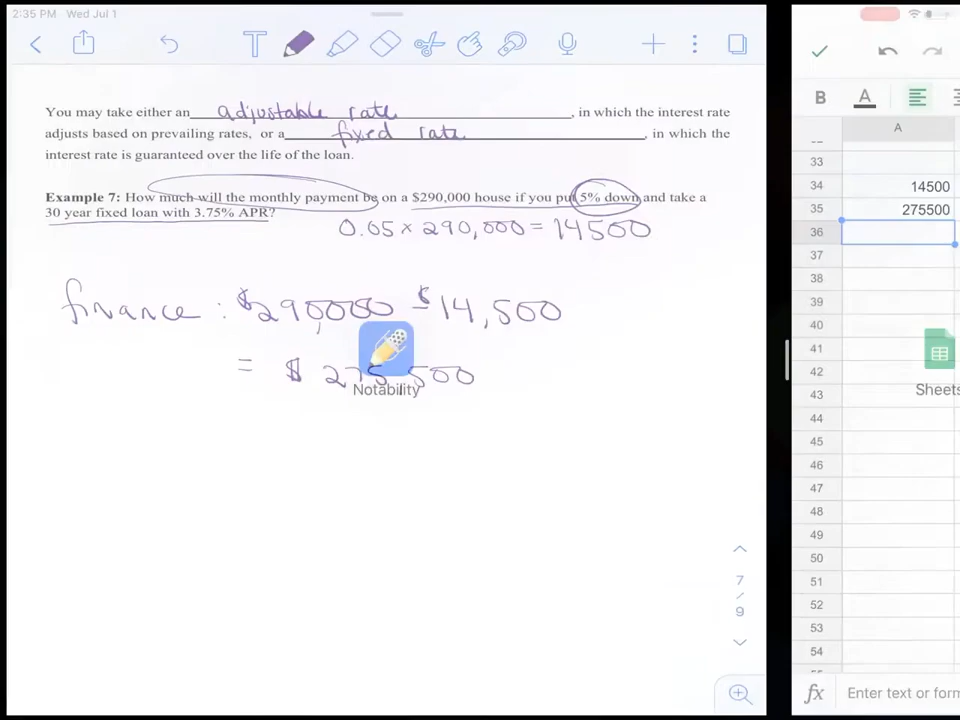 2:35 PM Wed Jul 1
You may take either an adjustable rate, in which the interest rate
adjusts based on prevailing rates, or a fixed rate, in which the
interest rate is guaranteed over the life of the loan.
Example 7: How much will the monthly payment be on a $290,000 house if you put 5% down and take a
30 year fixed loan with 3.75% APR?
0.05 × 290,000 = 14500
finance : $290,000 - $14,500
= $ 275,500
Notability
7
/
9
B A
A
33
34 14500
35 275500
36
37
38
39
40
41
42
43
44
45
46
47
48
49
50
51
52
53
54
Sheets
fx Enter text or form